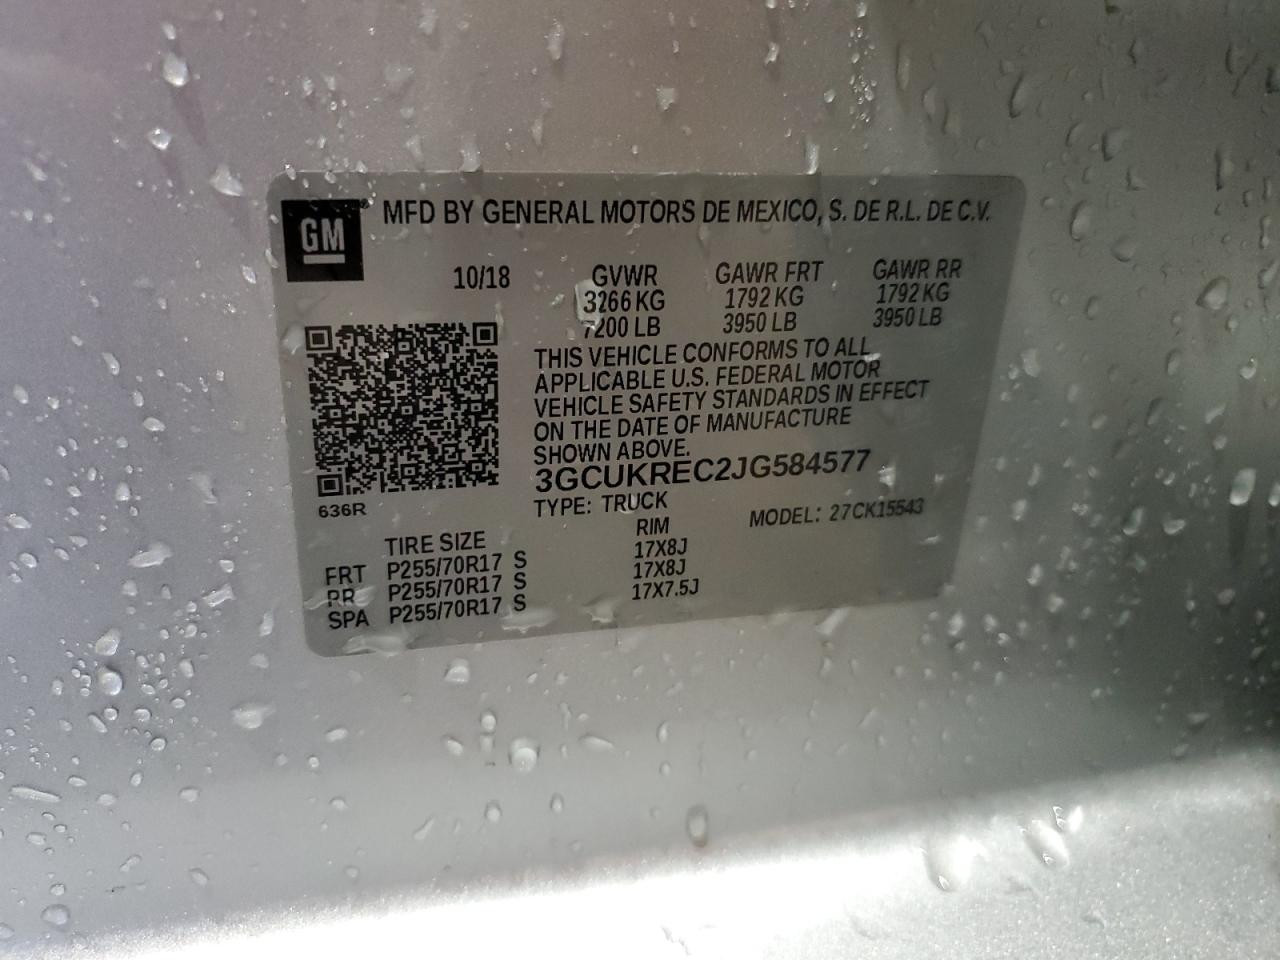 GM ® MFD BY GENERAL MOTORS DE MEXICO, S. DE R.L. DE C.V.
10/18 GVWR GAWR FRT GAWR RR
3266 KG 1792 KG 1792 KG
7200 LB 3950 LB 3950 LB
THIS VEHICLE CONFORMS TO ALL
APPLICABLE U.S. FEDERAL MOTOR
VEHICLE SAFETY STANDARDS IN EFFECT
ON THE DATE OF MANUFACTURE
SHOWN ABOVE.
3GCUKREC2JG584577
636R TYPE: TRUCK MODEL: 27CK15543
TIRE SIZE RIM
FRT P255/70R17 S 17X8J
RR P255/70R17 S 17X8J
SPA P255/70R17 S 17X7.5J